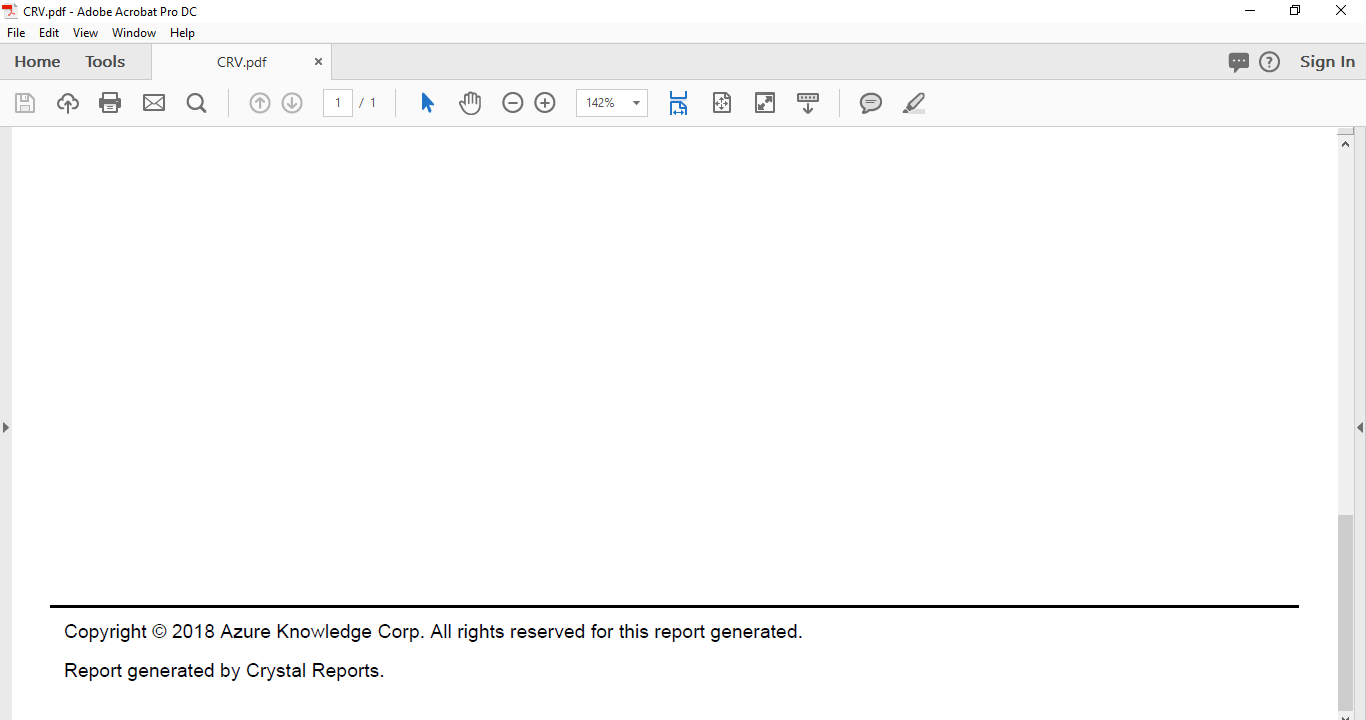 CRV.pdf - Adobe Acrobat Pro DC
File Edit View Window Help
Home Tools CRV.pdf × Sign In
1 / 1 142%
Copyright © 2018 Azure Knowledge Corp. All rights reserved for this report generated.
Report generated by Crystal Reports.